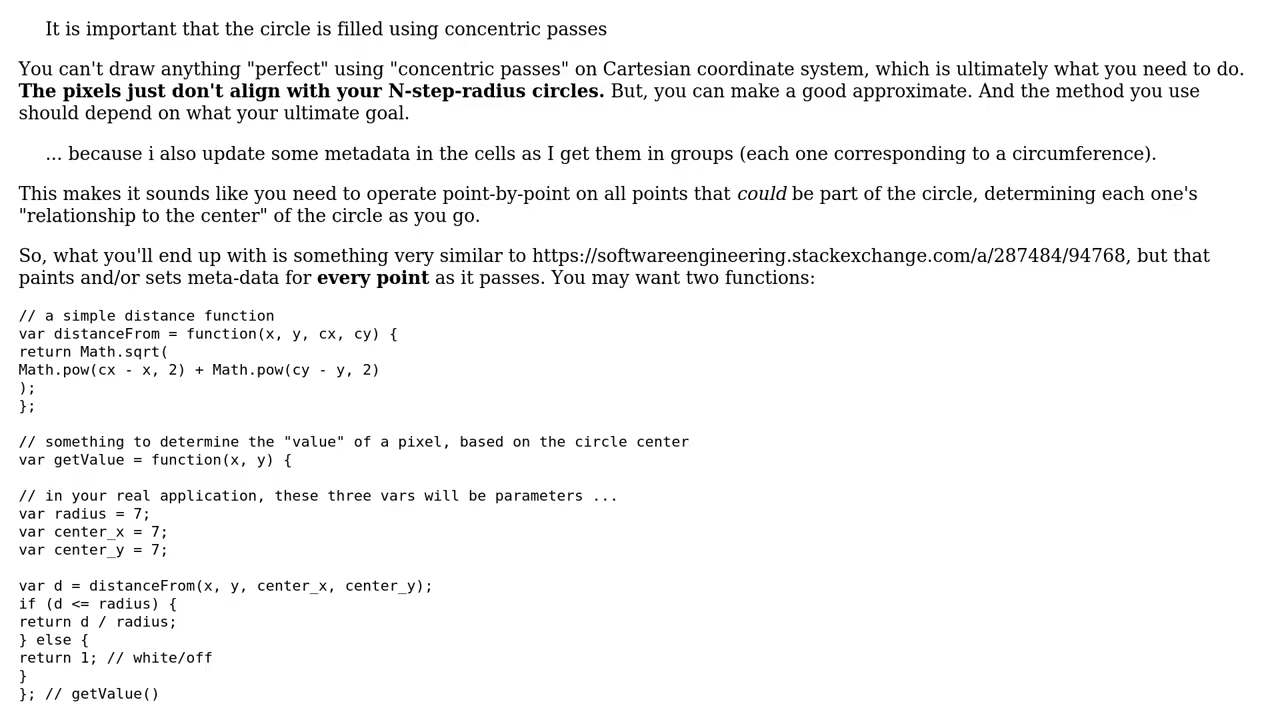 It is important that the circle is filled using concentric passes
You can't draw anything "perfect" using "concentric passes" on Cartesian coordinate system, which is ultimately what you need to do.
The pixels just don't align with your N-step-radius circles. But, you can make a good approximate. And the method you use
should depend on what your ultimate goal.
... because i also update some metadata in the cells as I get them in groups (each one corresponding to a circumference).
This makes it sounds like you need to operate point-by-point on all points that could be part of the circle, determining each one's
"relationship to the center" of the circle as you go.
So, what you'll end up with is something very similar to https://softwareengineering.stackexchange.com/a/287484/94768, but that
paints and/or sets meta-data for every point as it passes. You may want two functions:
// a simple distance function
var distanceFrom = function(x, y, cx, cy) {
return Math.sqrt(
Math.pow(cx - x, 2) + Math.pow(cy - y, 2)
);
};
// something to determine the "value" of a pixel, based on the circle center
var getValue = function(x, y) {
// in your real application, these three vars will be parameters ...
var radius = 7;
var center_x = 7;
var center_y = 7;
var d = distanceFrom(x, y, center_x, center_y);
if (d <= radius) {
return d / radius;
} else {
return 1; // white/off
}
}; // getValue()